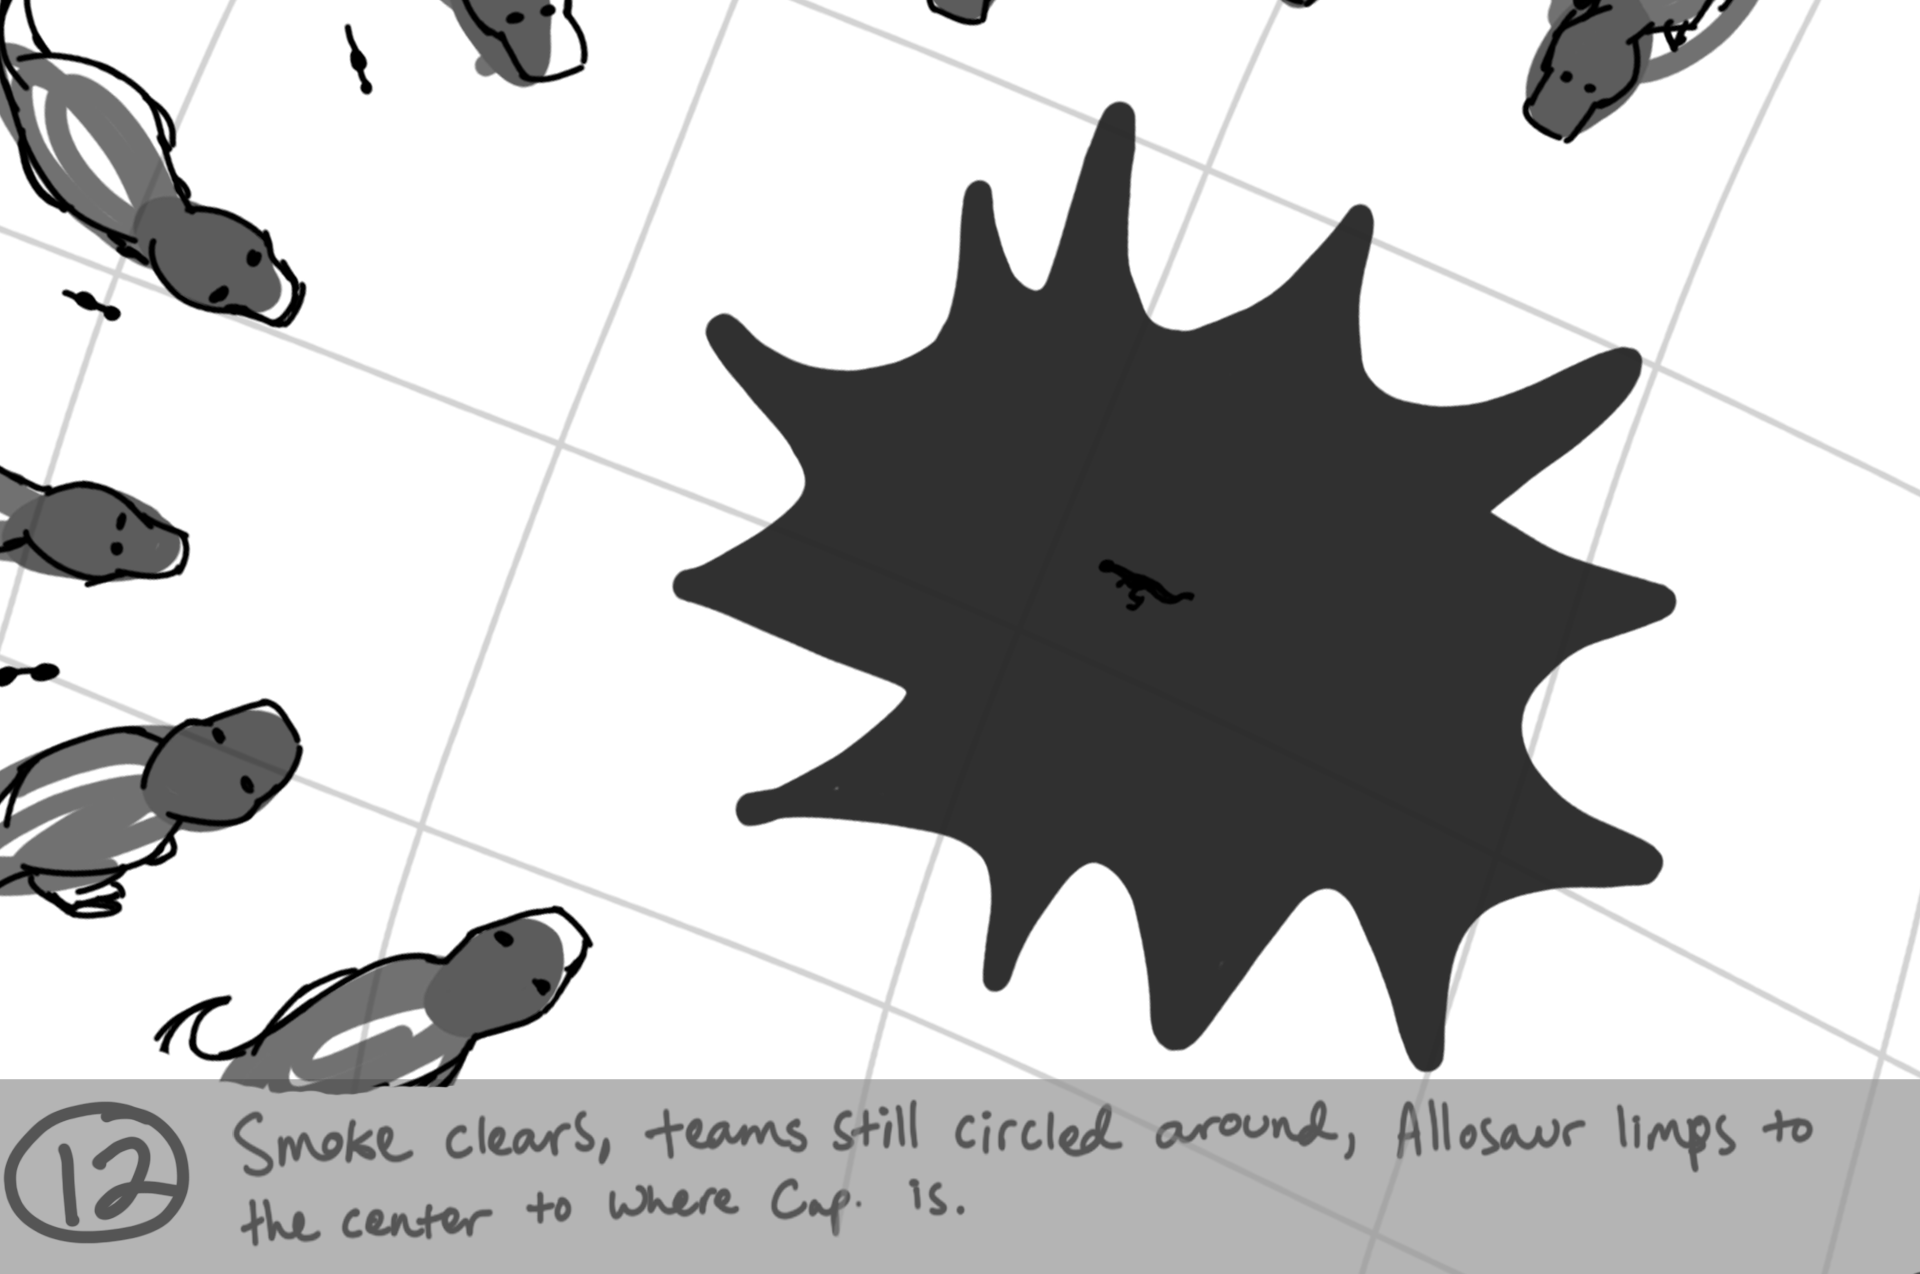 12
Smoke clears, teams still circled around, Allosaur limps to
the center to where Cap. is.